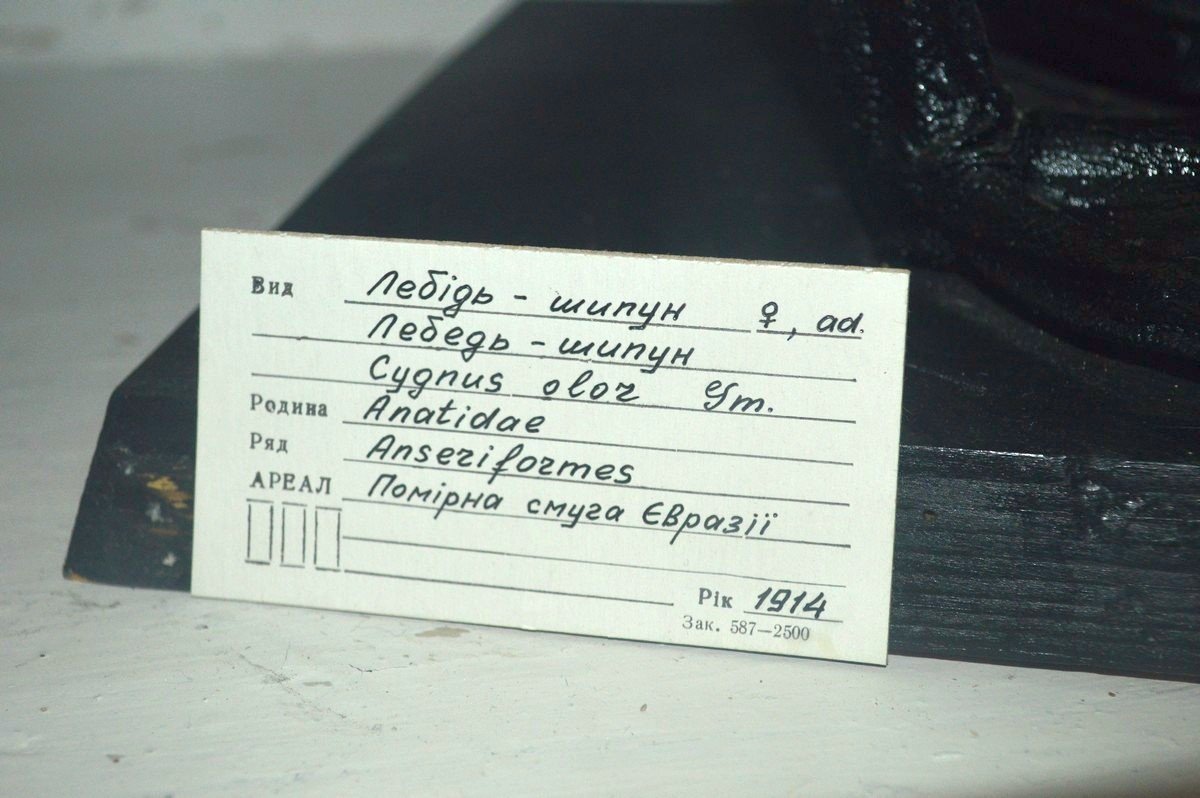 Вид Лебідь - шипун ♀, ad.
Лебедь - шипун
Cygnus olor Gm.
Родина Anatidae
Ряд Anseriformes
АРЕАЛ Помірна смуга Євразії
Рік 1914
Зак. 587—2500